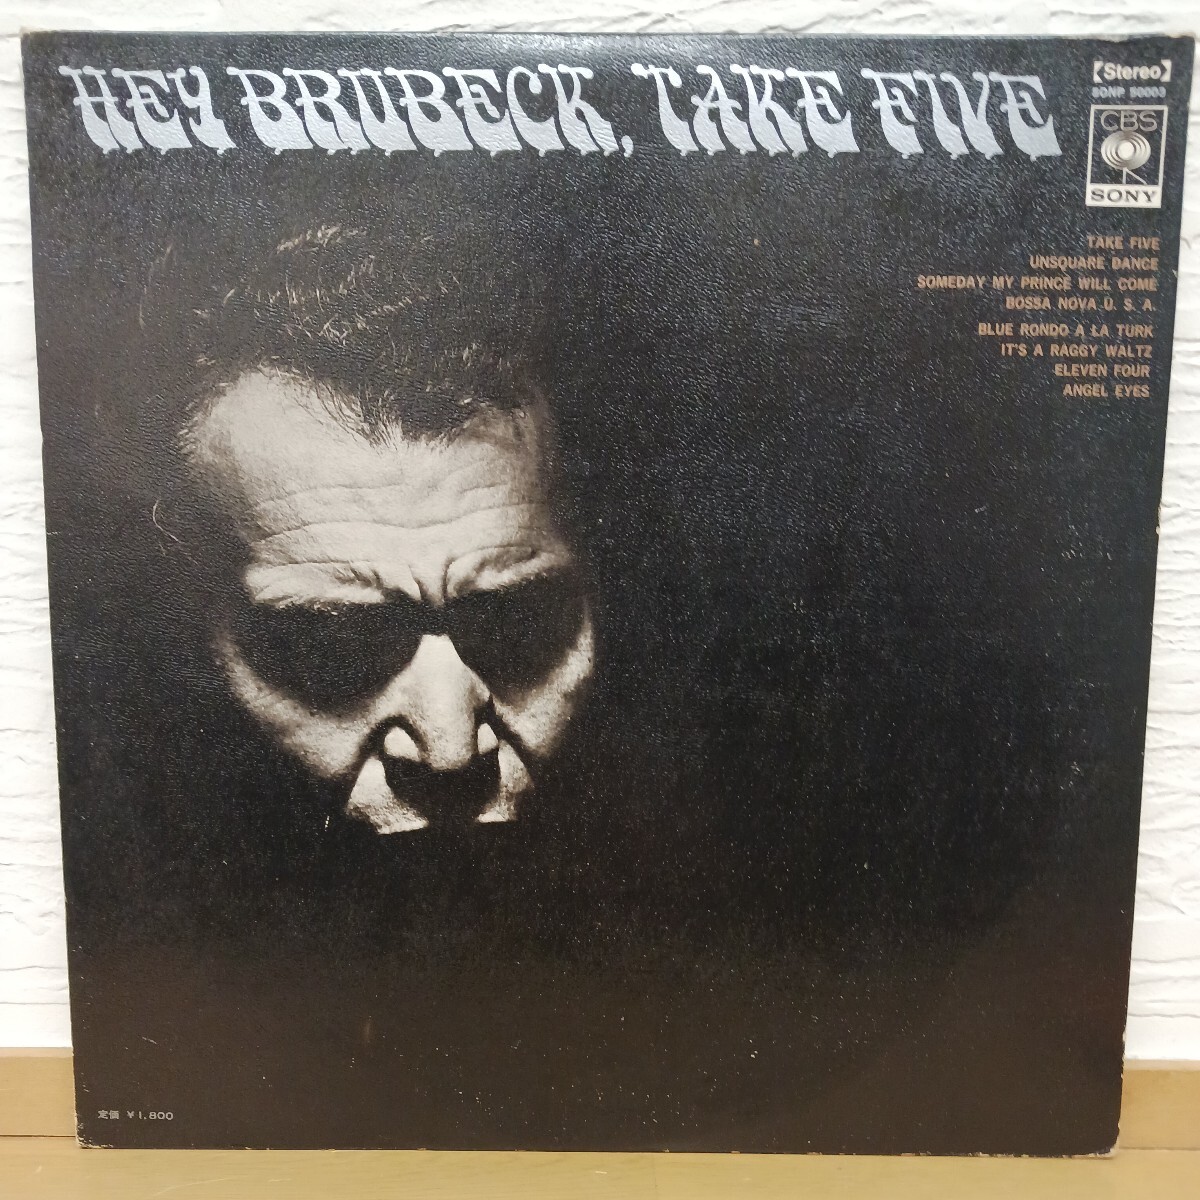 HEY BRUBECK, TAKE FIVE
【Stereo】
SONP 50003
CBS
SONY
TAKE FIVE
UNSQUARE DANCE
SOMEDAY MY PRINCE WILL COME
BOSSA NOVA U. S. A.
BLUE RONDO A LA TURK
IT'S A RAGGY WALTZ
ELEVEN FOUR
ANGEL EYES
定価 ¥1,800